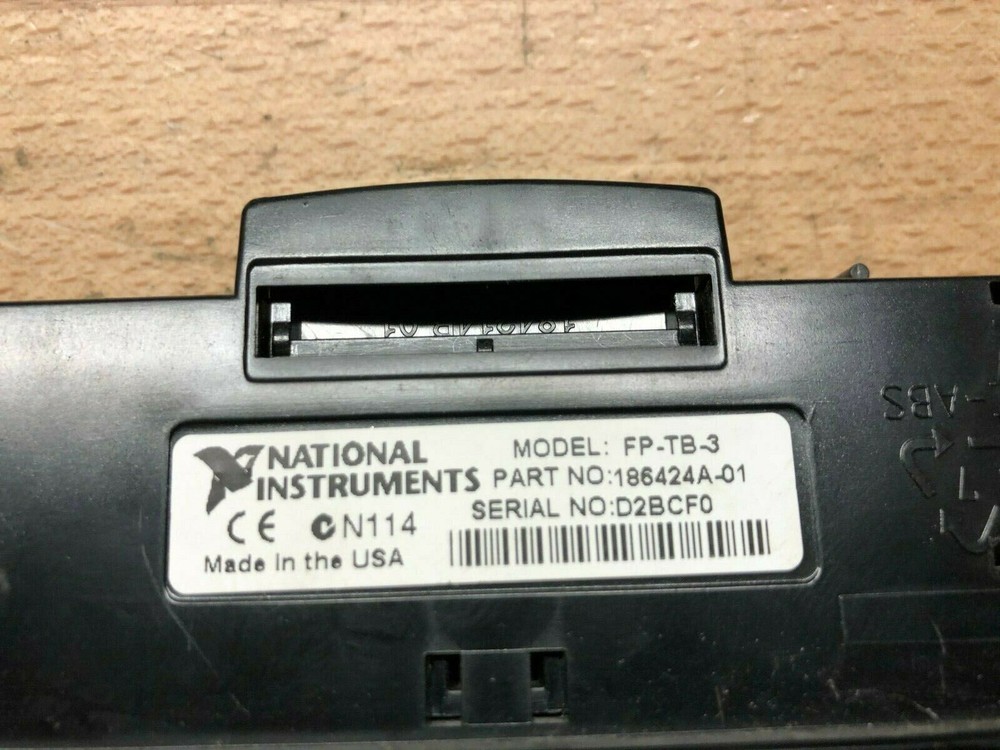 NATIONAL
INSTRUMENTS
MODEL: FP-TB-3
PART NO:186424A-01
SERIAL NO:D2BCF0
CE N114
Made in the USA
-ABS